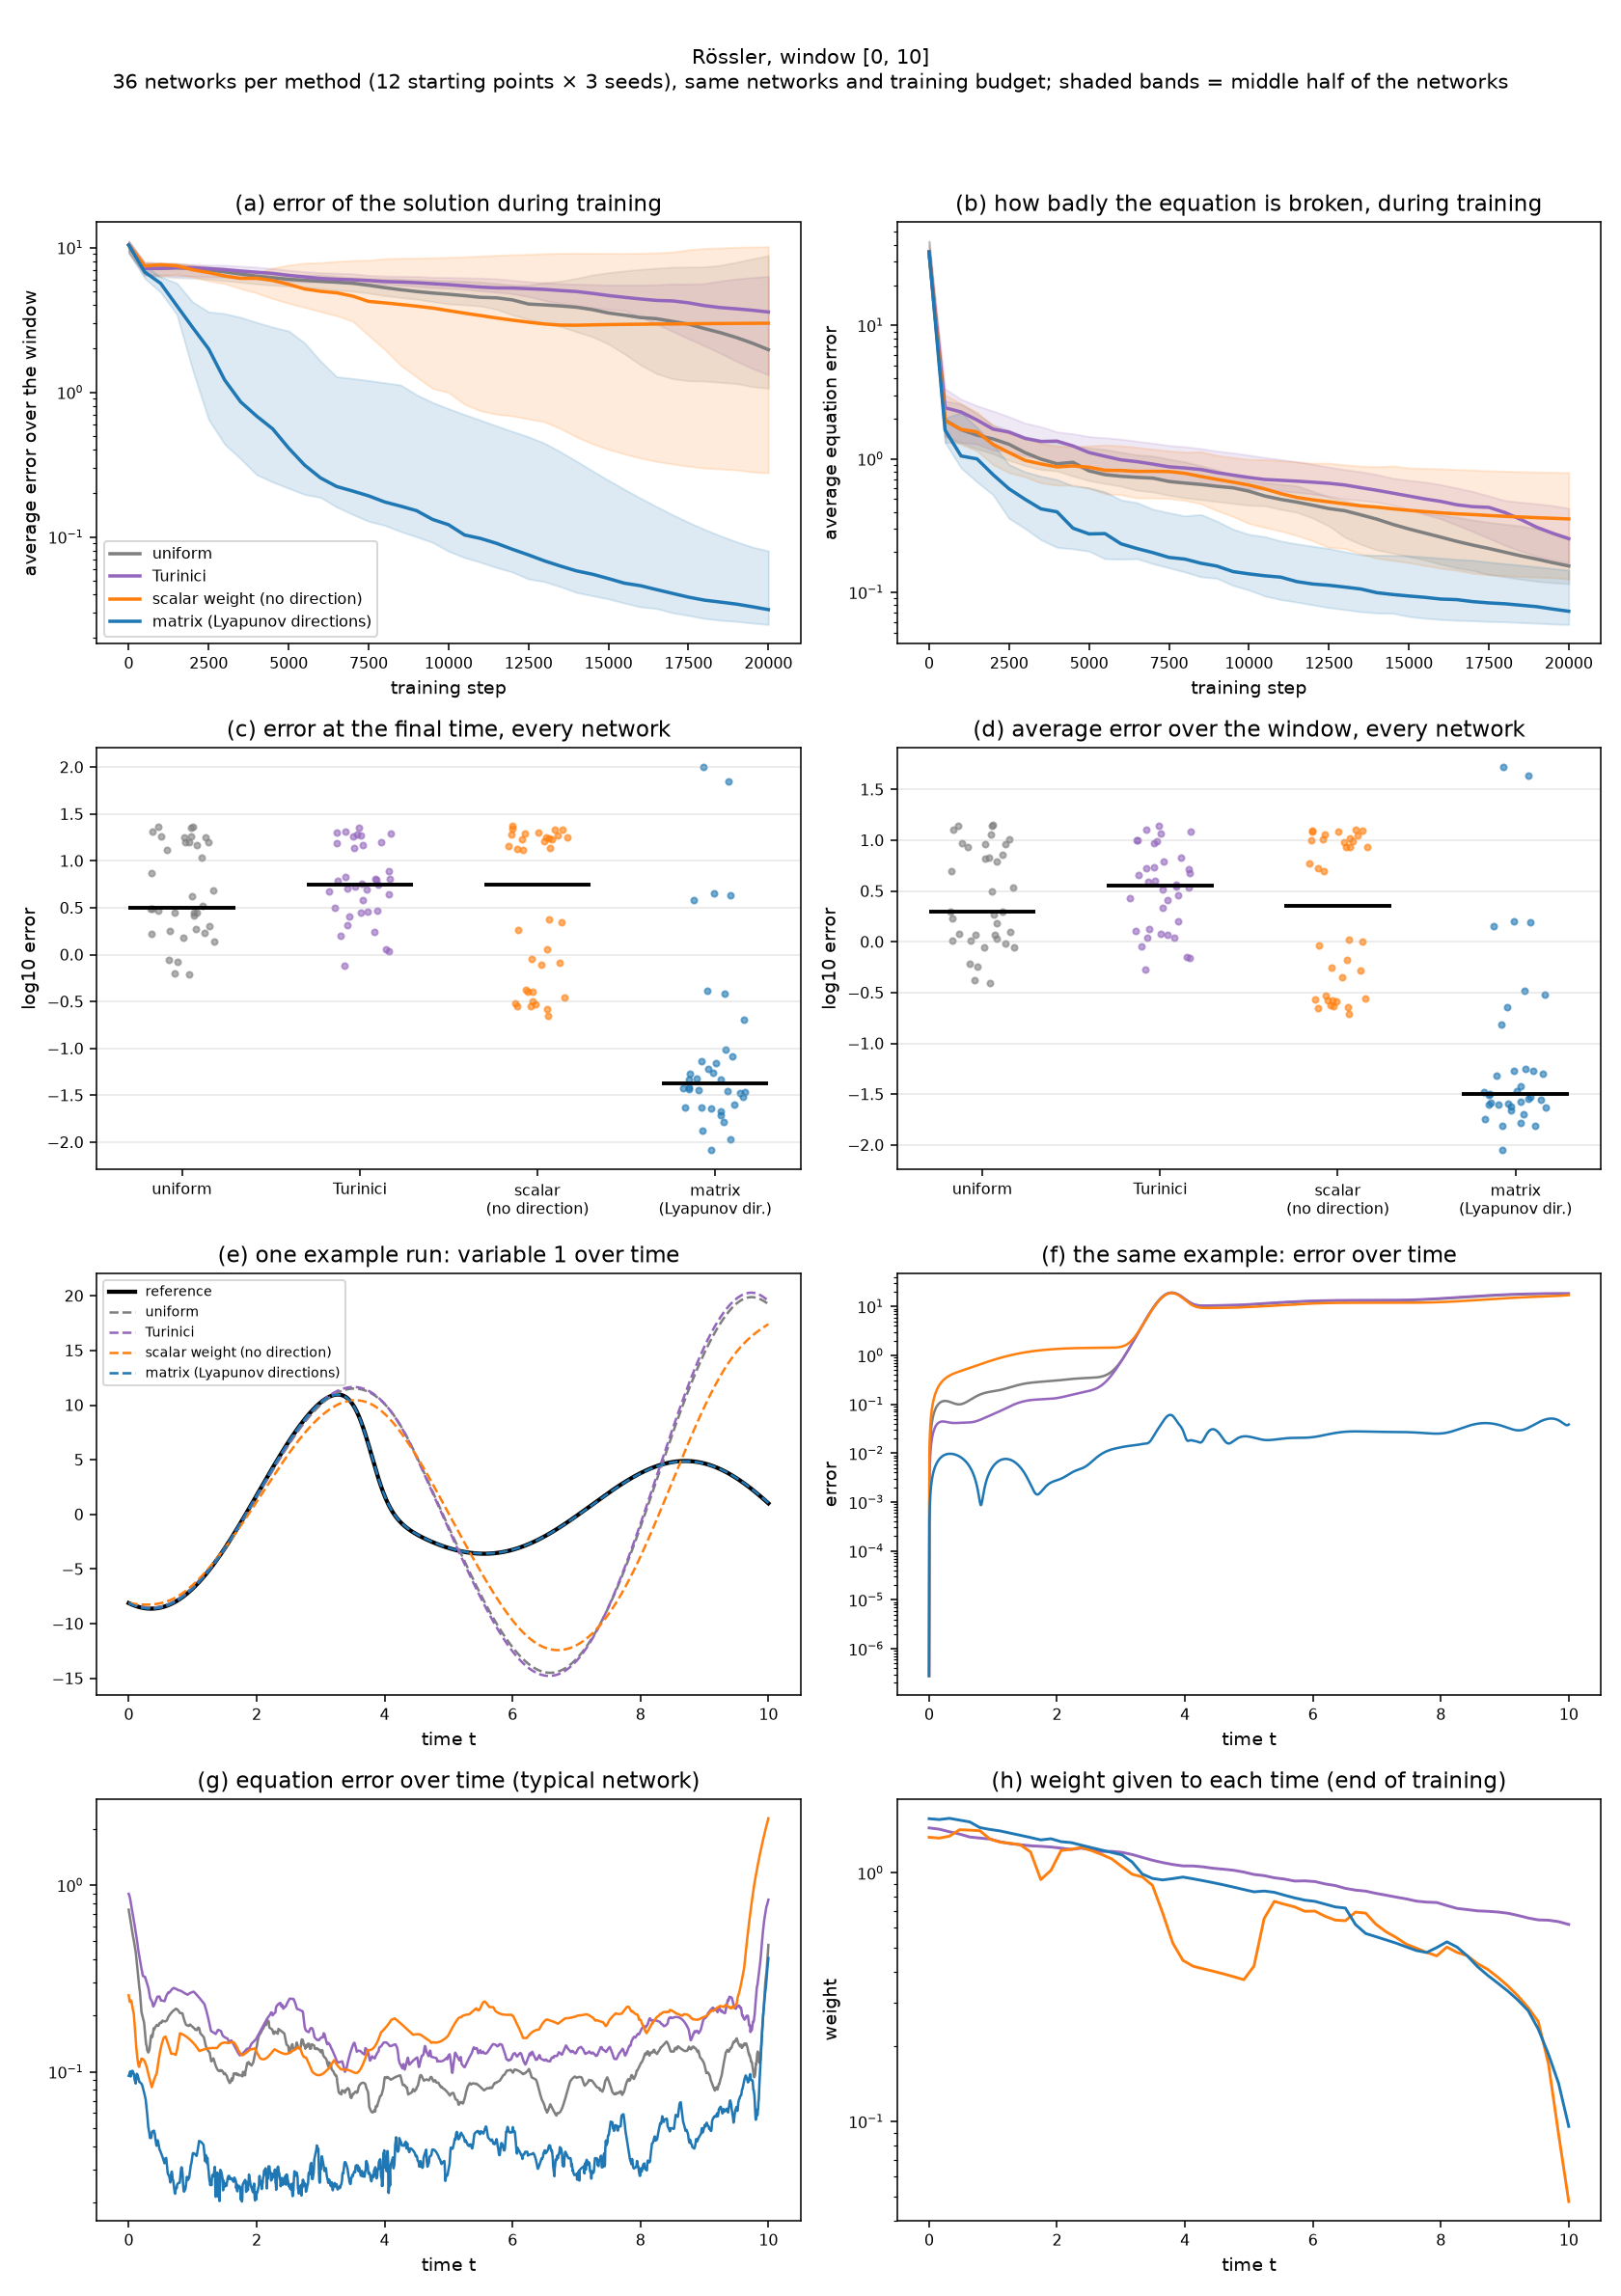 Rössler, window [0, 10]
36 networks per method (12 starting points × 3 seeds), same networks and training budget; shaded bands = middle half of the networks
(a) error of the solution during training
average error over the window
10¹
10⁰
10⁻¹
uniform
Turinici
scalar weight (no direction)
matrix (Lyapunov directions)
0 2500 5000 7500 10000 12500 15000 17500 20000
training step
(b) how badly the equation is broken, during training
average equation error
10¹
10⁰
10⁻¹
0 2500 5000 7500 10000 12500 15000 17500 20000
training step
(c) error at the final time, every network
log10 error
2.0
1.5
1.0
0.5
0.0
−0.5
−1.0
−1.5
−2.0
uniform Turinici scalar matrix
(no direction) (Lyapunov dir.)
(d) average error over the window, every network
log10 error
1.5
1.0
0.5
0.0
−0.5
−1.0
−1.5
−2.0
uniform Turinici scalar matrix
(no direction) (Lyapunov dir.)
(e) one example run: variable 1 over time
20
15
10
5
0
−5
−10
−15
reference
uniform
Turinici
scalar weight (no direction)
matrix (Lyapunov directions)
0 2 4 6 8 10
time t
(f) the same example: error over time
error
10¹
10⁰
10⁻¹
10⁻²
10⁻³
10⁻⁴
10⁻⁵
10⁻⁶
0 2 4 6 8 10
time t
(g) equation error over time (typical network)
10⁰
10⁻¹
0 2 4 6 8 10
time t
(h) weight given to each time (end of training)
weight
10⁰
10⁻¹
0 2 4 6 8 10
time t